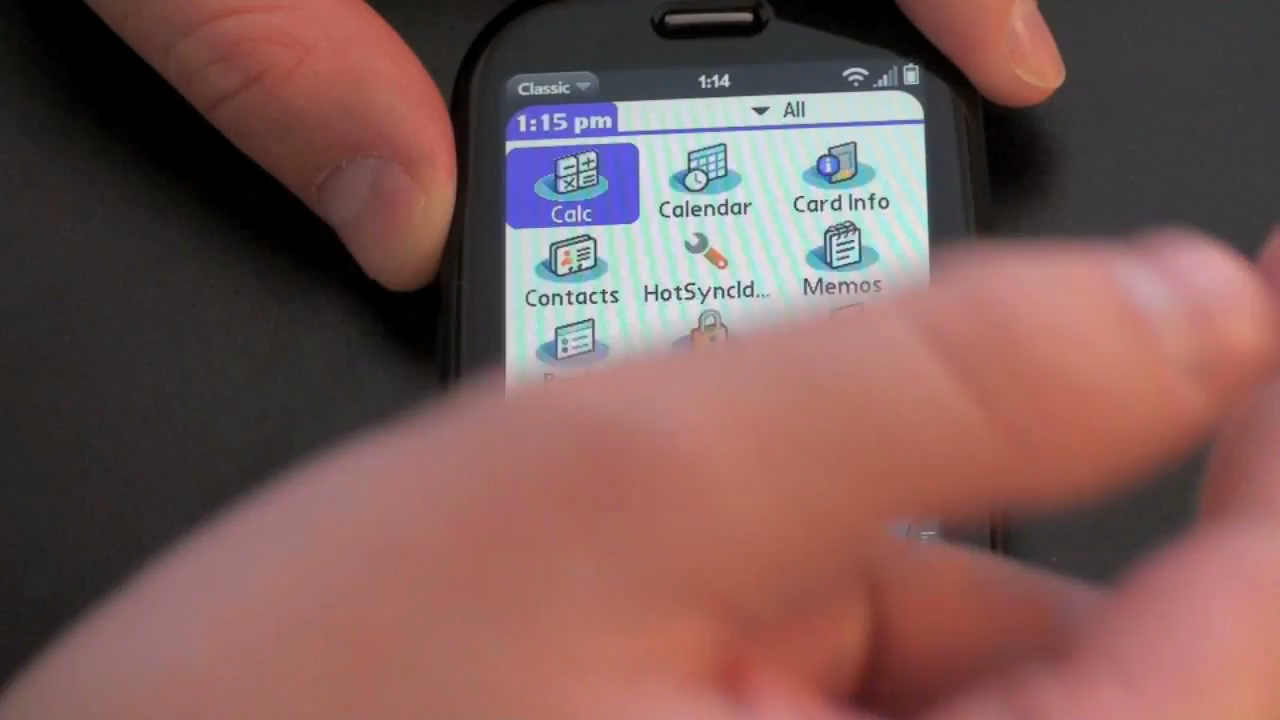 Classic 1:14
1:15 pm All
Calc Calendar Card Info
Contacts HotSyncId... Memos